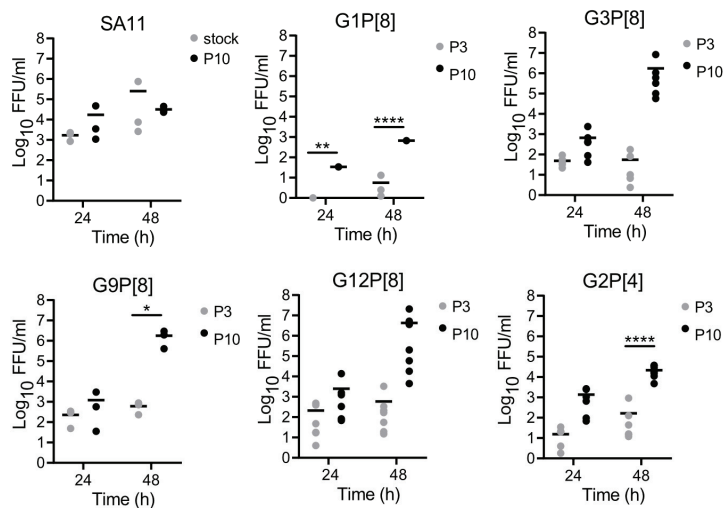 SA11
stock
P10
Log10 FFU/ml
8
7
6
5
4
3
2
1
0
24 48
Time (h)
G1P[8]
P3
P10
Log10 FFU/ml
8
7
6
5
4
3
2
1
0
**
****
24 48
Time (h)
G3P[8]
P3
P10
Log10 FFU/ml
8
7
6
5
4
3
2
1
0
24 48
Time (h)
G9P[8]
P3
P10
Log10 FFU/ml
8
7
6
5
4
3
2
1
0
*
24 48
Time (h)
G12P[8]
P3
P10
Log10 FFU/ml
8
7
6
5
4
3
2
1
0
24 48
Time (h)
G2P[4]
P3
P10
Log10 FFU/ml
8
7
6
5
4
3
2
1
0
****
24 48
Time (h)